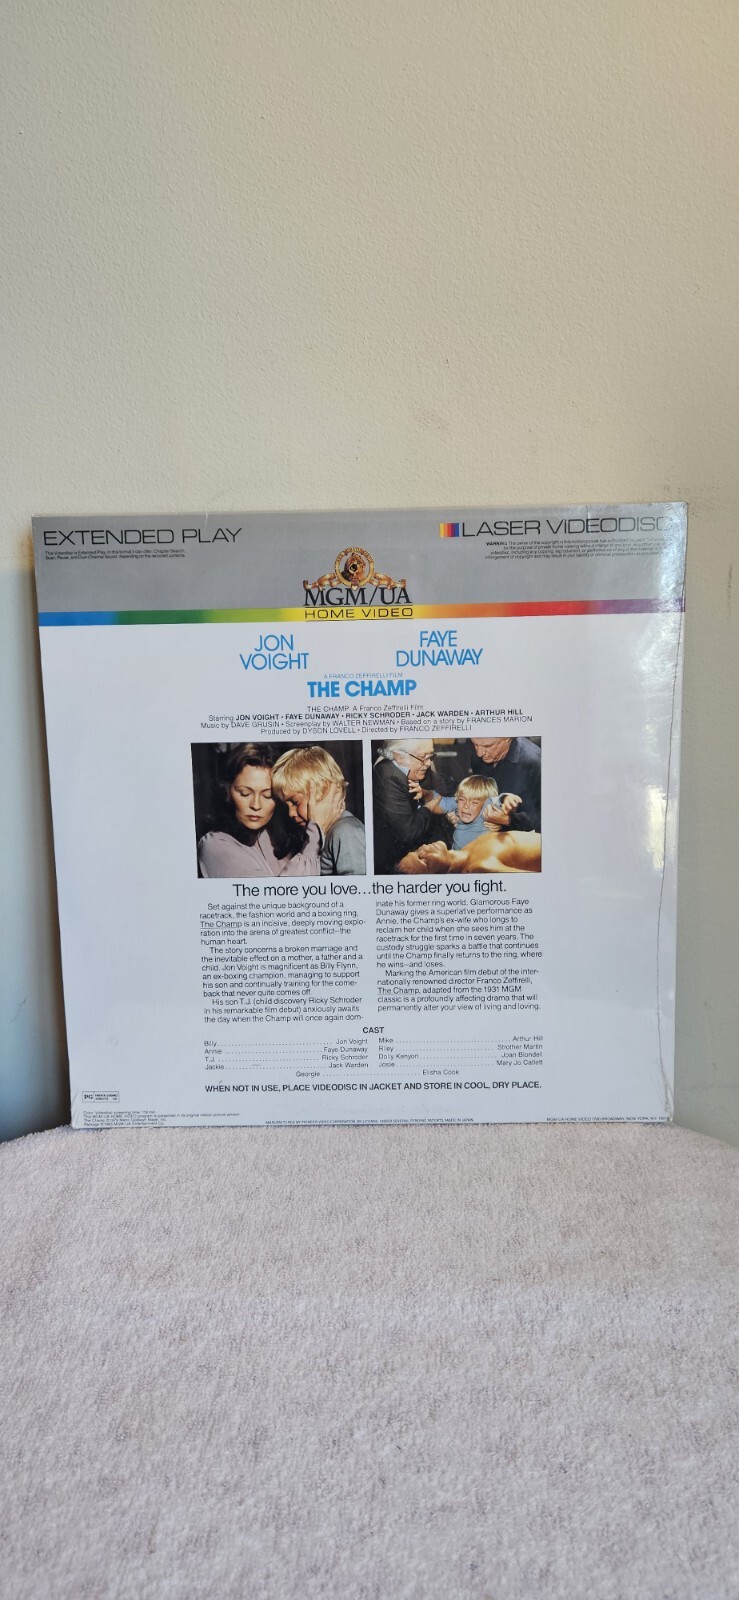 EXTENDED PLAY
LASER VIDEODISC
MGM/UA
HOME VIDEO
JON
VOIGHT
FAYE
DUNAWAY
A FRANCO ZEFFIRELLI FILM
THE CHAMP
THE CHAMP A Franco Zeffirelli Film
Starring JON VOIGHT • FAYE DUNAWAY • RICKY SCHRODER • JACK WARDEN • ARTHUR HILL
Music by DAVE GRUSIN • Screenplay by WALTER NEWMAN • Based on a story by FRANCES MARION
Produced by DYSON LOVELL • Directed by FRANCO ZEFFIRELLI
The more you love...the harder you fight.
Set against the unique background of a
racetrack, the fashion world and a boxing ring,
The Champ is an incisive, deeply moving explo-
ration into the arena of greatest conflict—the
human heart.
The story concerns a broken marriage and
the inevitable effect on a mother, a father and a
child. Jon Voight is magnificent as Billy Flynn,
an ex-boxing champion, managing to support
his son and continually training for the come-
back that never quite comes off.
His son T.J. (child discovery Ricky Schroder
in his remarkable film debut) anxiously awaits
the day when the Champ will once again dom-
inate his former ring world. Glamorous Faye
Dunaway gives a superlative performance as
Annie, the Champ's ex-wife who longs to
reclaim her child when she sees him at the
racetrack for the first time in seven years. The
custody struggle sparks a battle that continues
until the Champ finally returns to the ring, where
he wins—and loses.
Marking the American film debut of the inter-
nationally renowned director Franco Zeffirelli,
The Champ, adapted from the 1931 MGM
classic is a profoundly affecting drama that will
permanently alter your view of living and loving.
CAST
Billy Jon Voight
Annie Faye Dunaway
T.J. Ricky Schroder
Jackie Jack Warden
Mike Arthur Hill
Riley Strother Martin
Dolly Kenyon Joan Blondel
Josie Mary Jo Catlett
Georgie Elisha Cook
WHEN NOT IN USE, PLACE VIDEODISC IN JACKET AND STORE IN COOL, DRY PLACE.
PG